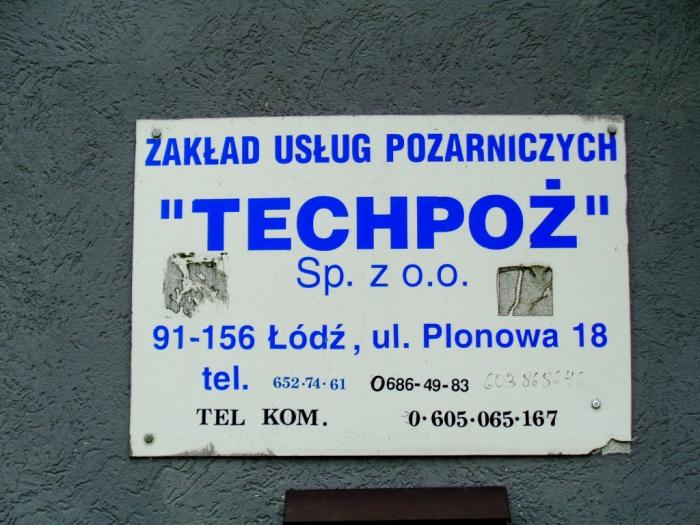 ZAKŁAD USŁUG POZARNICZYCH
"TECHPOŻ"
Sp. z o.o.
91-156 Łódź, ul. Plonowa 18
tel. 652·74·61 0686-49-83
TEL KOM. 0·605·065·167